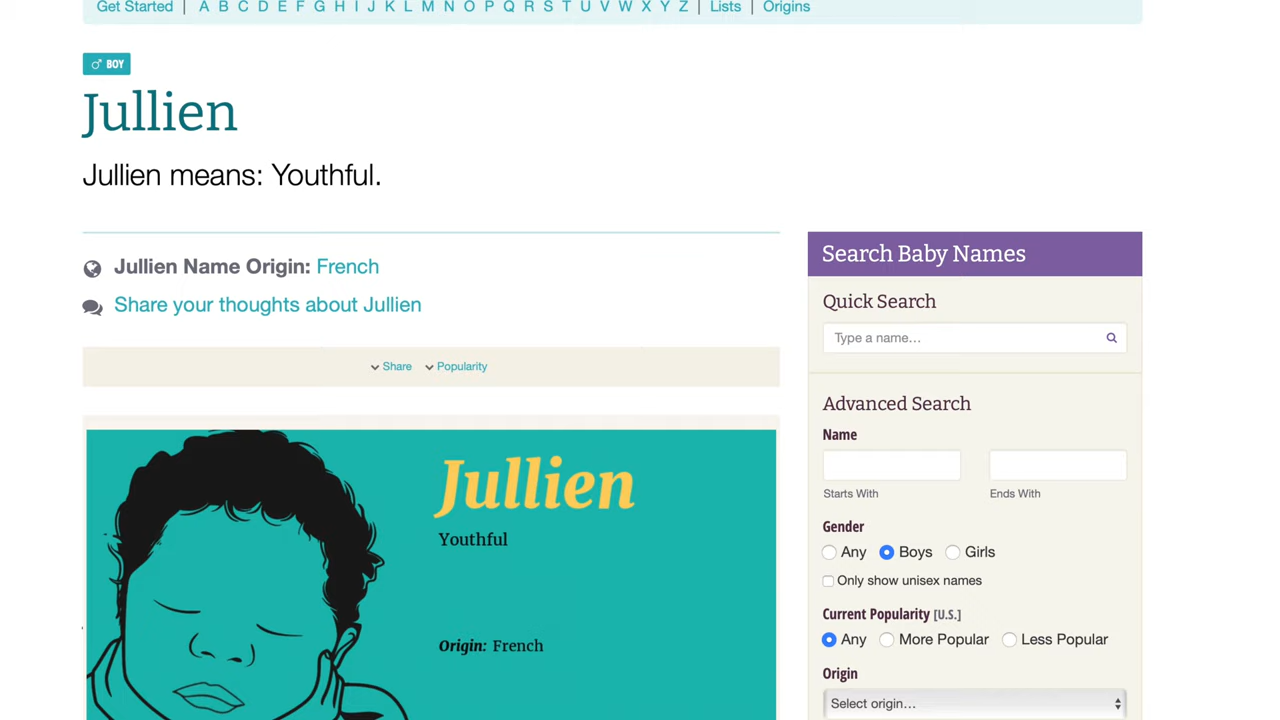 Get Started | A B C D E F G H I J K L M N O P Q R S T U V W X Y Z | Lists | Origins
BOY
Jullien
Jullien means: Youthful.
Jullien Name Origin: French
Share your thoughts about Jullien
Share Popularity
Jullien
Youthful
Origin: French
Search Baby Names
Quick Search
Type a name...
Advanced Search
Name
Starts With Ends With
Gender
Any Boys Girls
Only show unisex names
Current Popularity [U.S.]
Any More Popular Less Popular
Origin
Select origin...